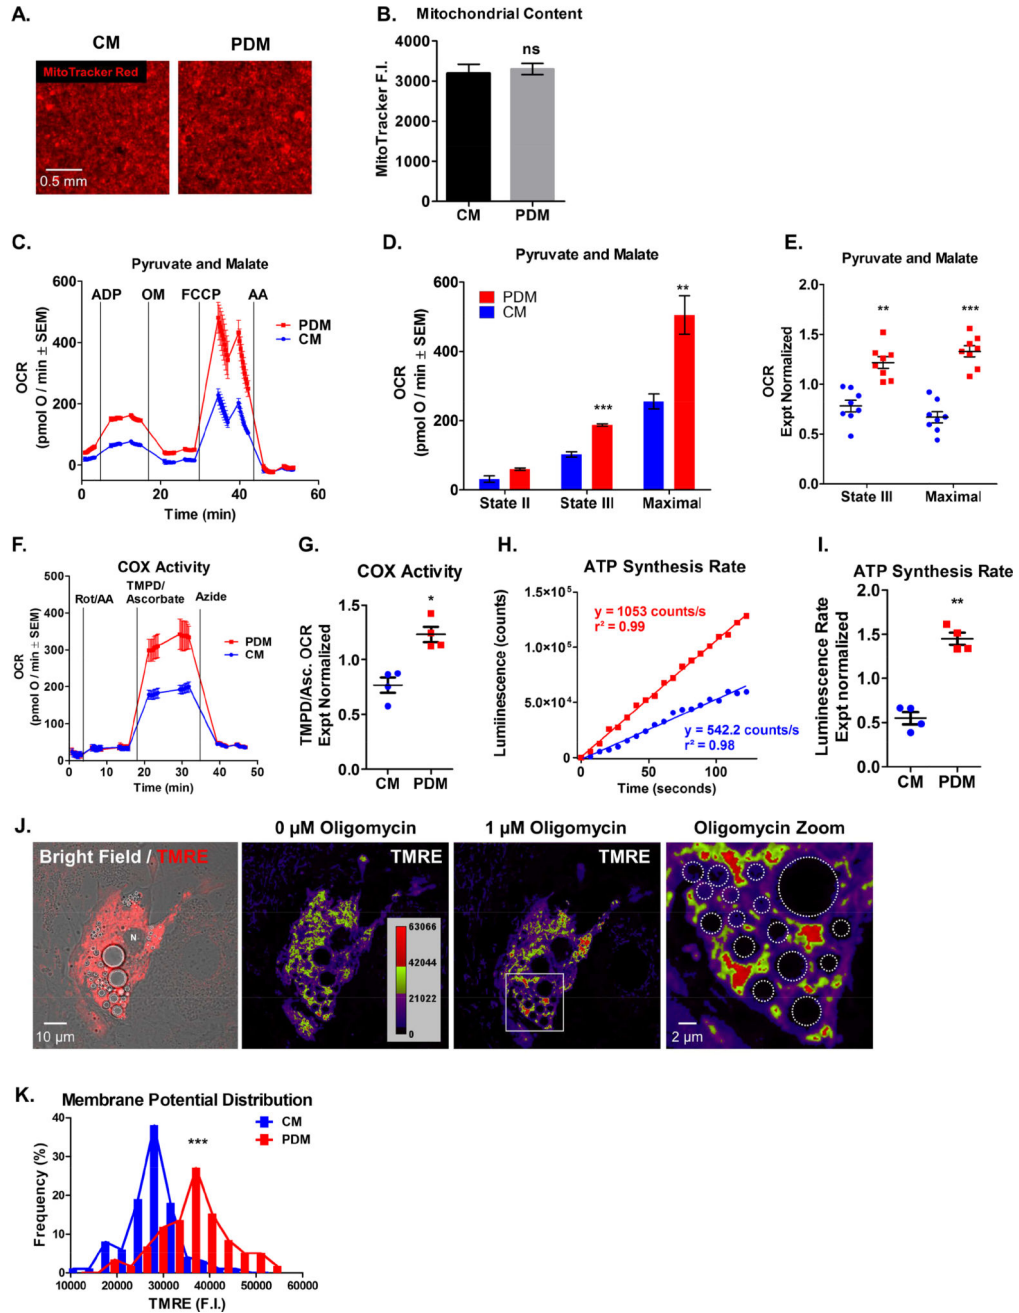 A.
CM
PDM
MitoTracker Red
0.5 mm
B.
Mitochondrial Content
MitoTracker F.I.
4000
3000
2000
1000
0
ns
CM
PDM
C.
Pyruvate and Malate
OCR
(pmol O / min ± SEM)
600
400
200
0
ADP
OM
FCCP
AA
PDM
CM
0
20
40
60
Time (min)
D.
Pyruvate and Malate
OCR
(pmol O / min ± SEM)
600
400
200
0
PDM
CM
***
**
State II
State III
Maximal
E.
Pyruvate and Malate
OCR
Expt Normalized
2.0
1.5
1.0
0.5
0.0
**
***
State III
Maximal
F.
COX Activity
OCR
(pmol O / min ± SEM)
500
400
300
200
100
0
Rot/AA
TMPD/
Ascorbate
Azide
PDM
CM
0
10
20
30
40
50
Time (min)
G.
COX Activity
TMPD/Asc. OCR
Expt Normalized
1.5
1.0
0.5
0.0
*
CM
PDM
H.
ATP Synthesis Rate
Luminescence (counts)
1.5×10⁵
1.0×10⁵
5.0×10⁴
0
y = 1053 counts/s
r² = 0.99
y = 542.2 counts/s
r² = 0.98
0
50
100
Time (seconds)
I.
ATP Synthesis Rate
Luminescence Rate
Expt normalized
2.0
1.5
1.0
0.5
0.0
**
CM
PDM
J.
0 µM Oligomycin
1 µM Oligomycin
Oligomycin Zoom
Bright Field / TMRE
N
10 µm
TMRE
63066
42044
21022
0
TMRE
2 µm
K.
Membrane Potential Distribution
Frequency (%)
40
30
20
10
0
CM
PDM
***
10000
20000
30000
40000
50000
60000
TMRE (F.I.)